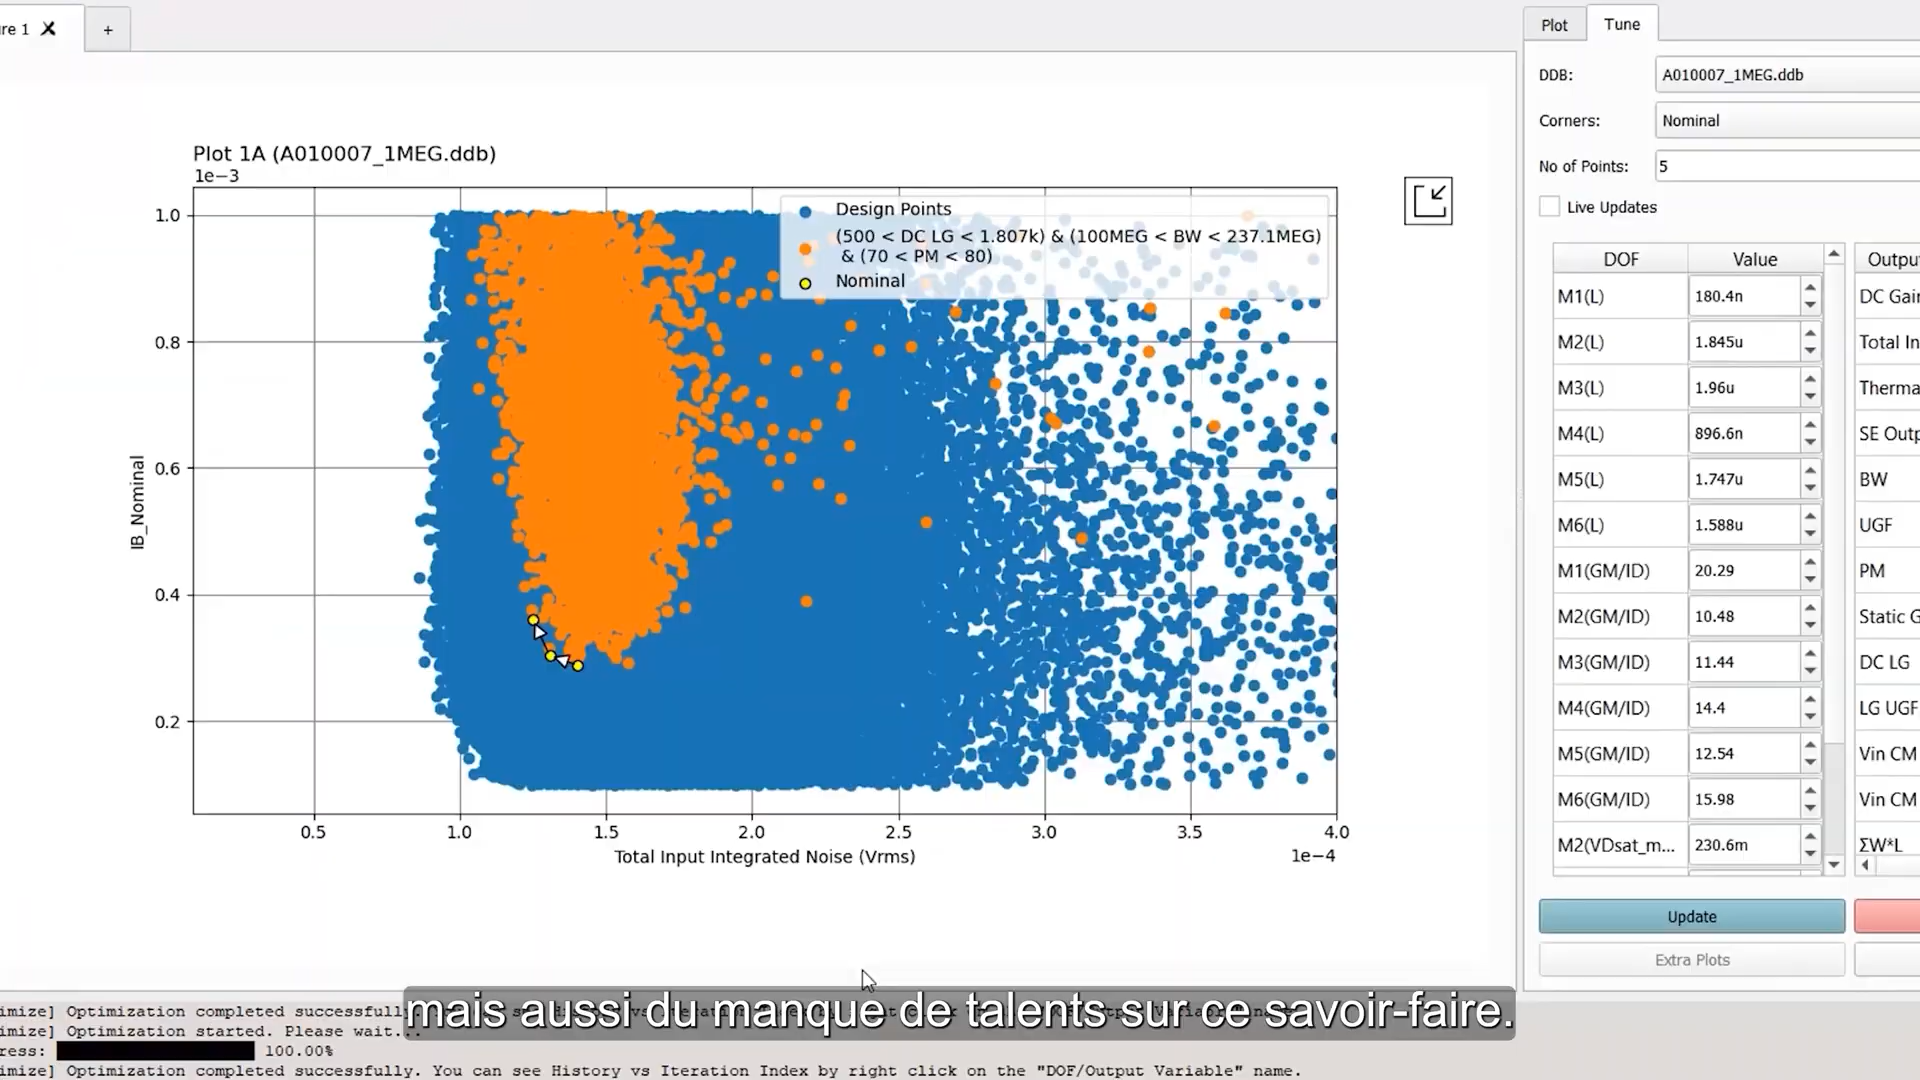 re 1
+
Plot
Tune
DDB:
A010007_1MEG.ddb
Corners:
Nominal
No of Points:
5
Live Updates
Plot 1A (A010007_1MEG.ddb)
1e−3
1.0
0.8
0.6
0.4
0.2
IB_Nominal
Design Points
(500 < DC LG < 1.807k) & (100MEG < BW < 237.1MEG)
& (70 < PM < 80)
Nominal
0.5 1.0 1.5 2.0 2.5 3.0 3.5 4.0
Total Input Integrated Noise (Vrms)
1e−4
DOF Value Outpu
M1(L) 180.4n DC Gai
M2(L) 1.845u Total In
M3(L) 1.96u Therma
M4(L) 896.6n SE Outp
M5(L) 1.747u BW
M6(L) 1.588u UGF
M1(GM/ID) 20.29 PM
M2(GM/ID) 10.48 Static G
M3(GM/ID) 11.44 DC LG
M4(GM/ID) 14.4 LG UGF
M5(GM/ID) 12.54 Vin CM
M6(GM/ID) 15.98 Vin CM
M2(VDsat_m... 230.6m ΣW*L
Update
Extra Plots
mais aussi du manque de talents sur ce savoir-faire.
imize] Optimization completed successfully.
imize] Optimization started. Please wait...
ress: 100.00%
imize] Optimization completed successfully. You can see History vs Iteration Index by right click on the "DOF/Output Variable" name.